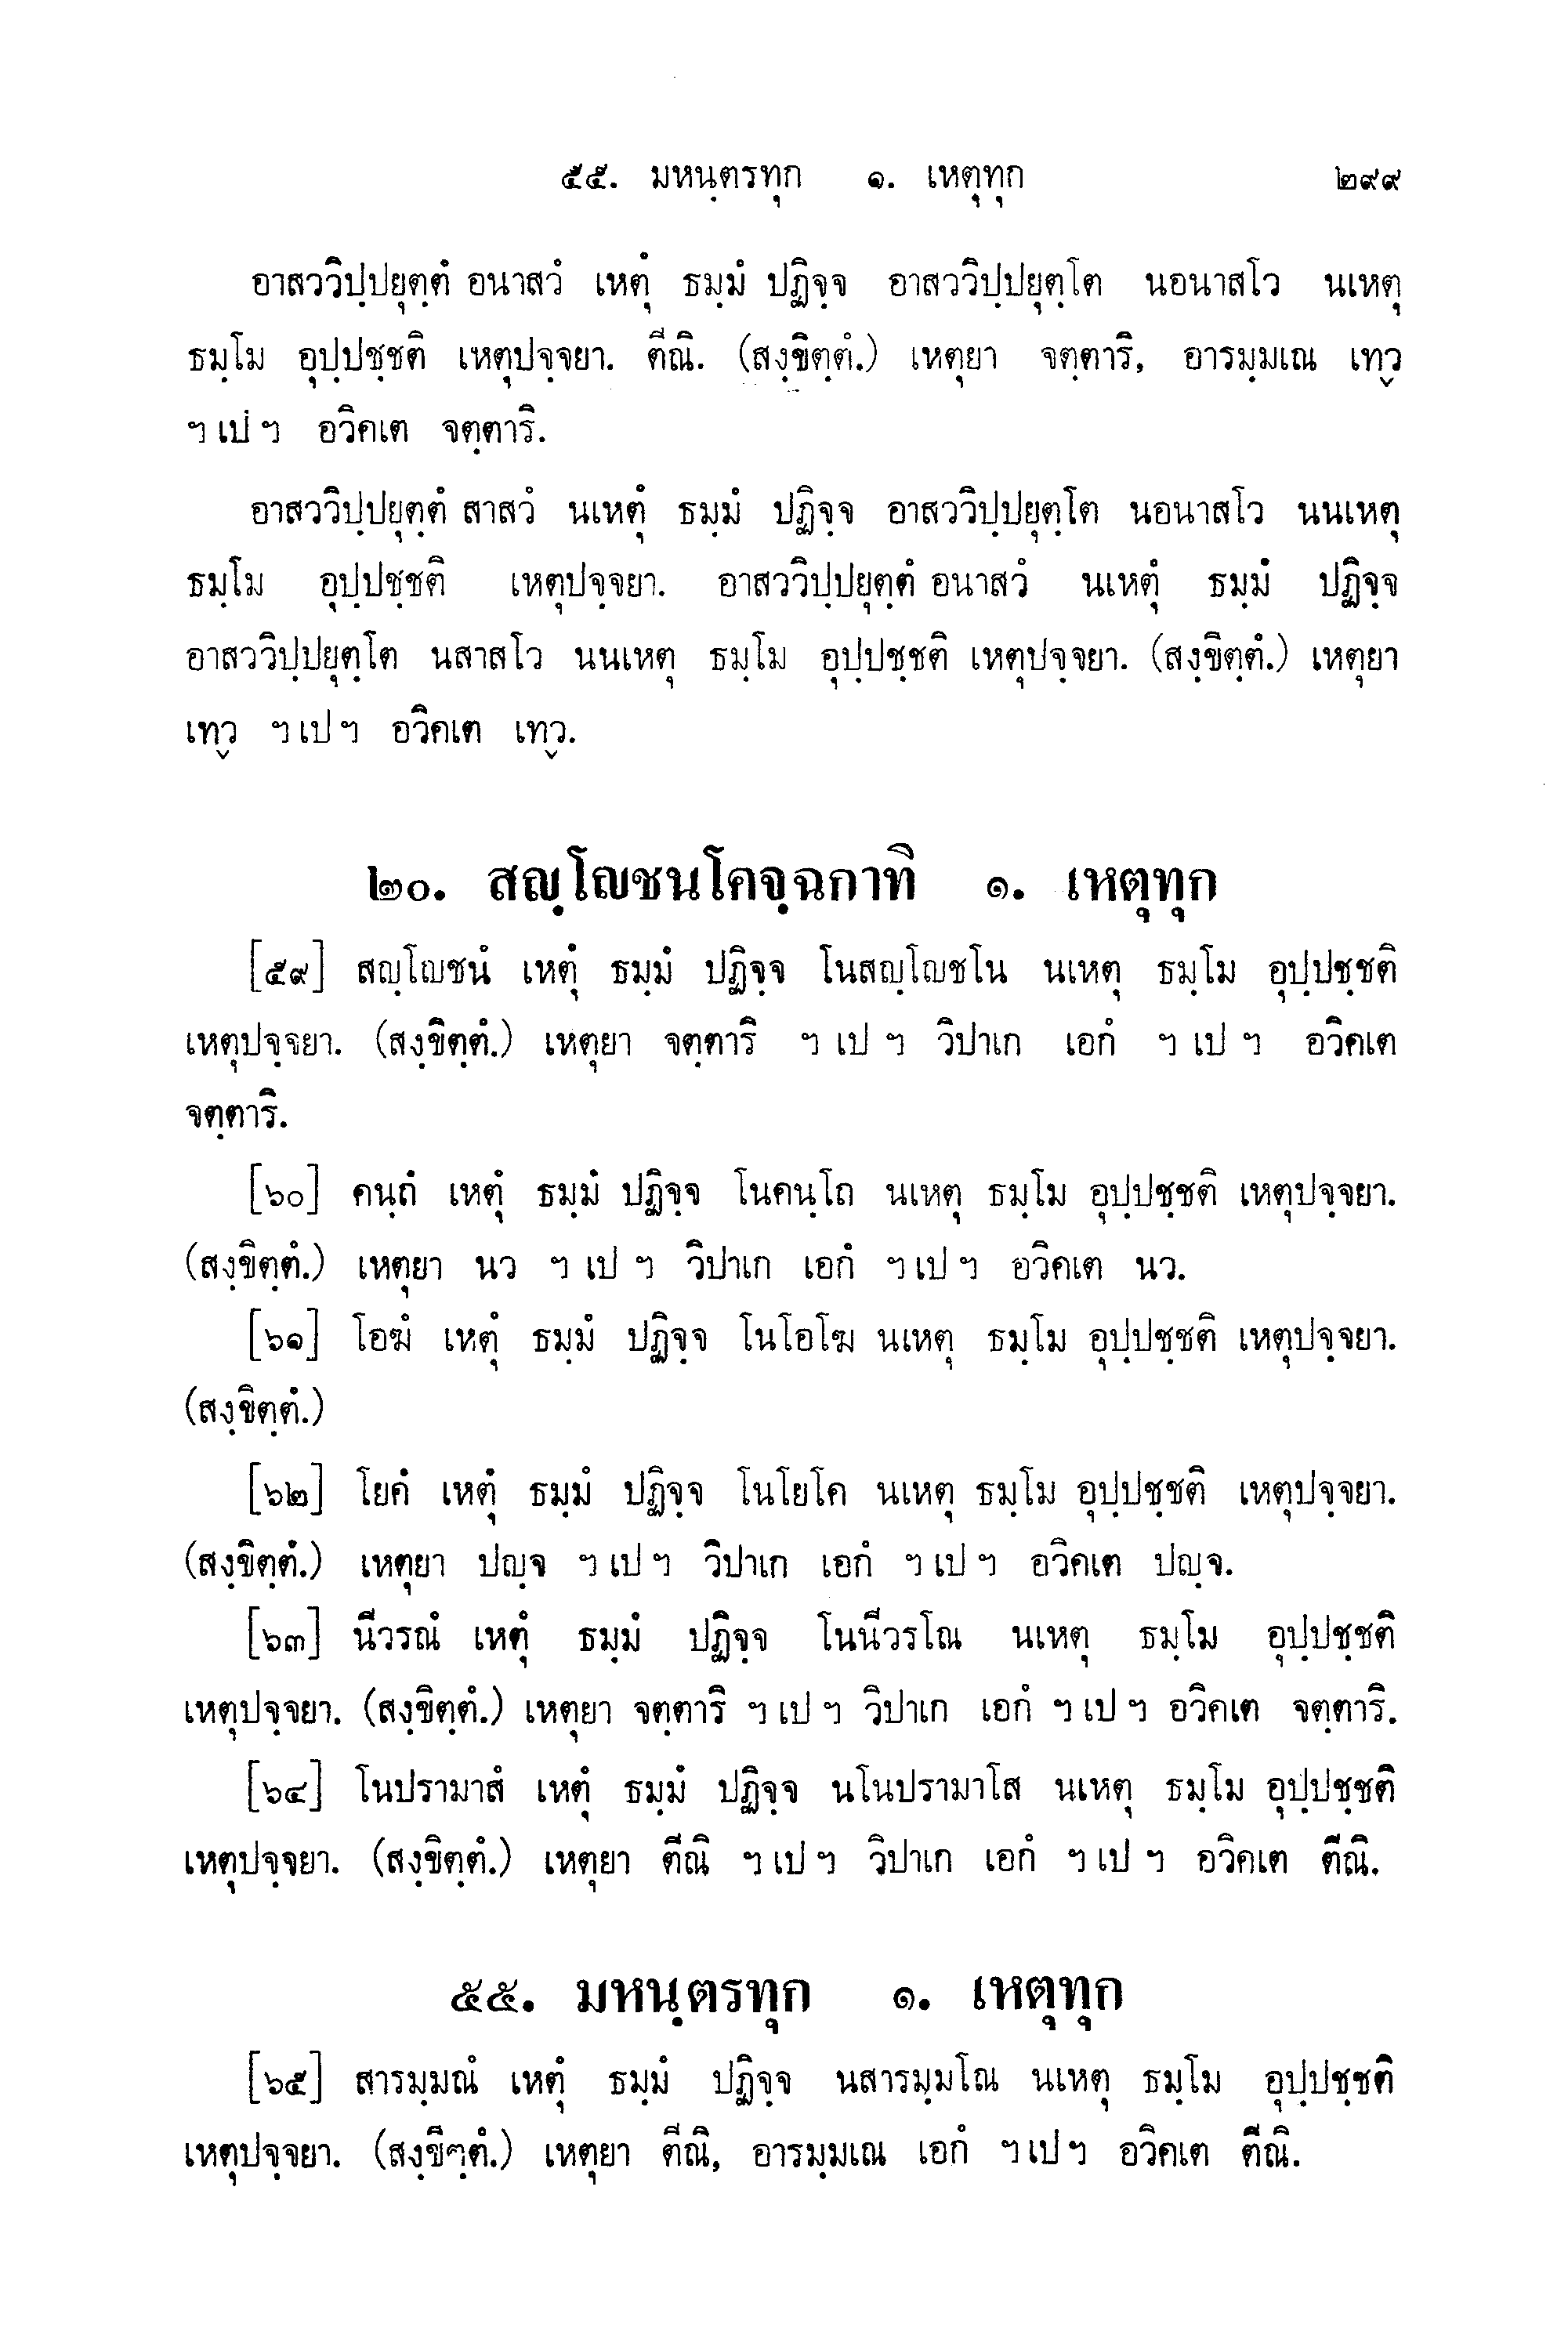 ๕๕. มหนฺตรทุก ๑. เหตุทุก ๒๙๙
อาสววิปฺปยุตฺตํ อนาสวํ เหตุํ ธมฺมํ ปฏิจฺจ อาสววิปฺปยุตฺโต นอนาสโว นเหตุ
ธมฺโม อุปฺปชฺชติ เหตุปจฺจยา. ตีณิ. (สงฺขิตฺตํ.) เหตุยา จตฺตาริ, อารมฺมเณ เทฺว
ฯ เป ฯ อวิคเต จตฺตาริ.
อาสววิปฺปยุตฺตํ สาสวํ นเหตุํ ธมฺมํ ปฏิจฺจ อาสววิปฺปยุตฺโต นอนาสโว นนเหตุ
ธมฺโม อุปฺปชฺชติ เหตุปจฺจยา. อาสววิปฺปยุตฺตํ อนาสวํ นเหตุํ ธมฺมํ ปฏิจฺจ
อาสววิปฺปยุตฺโต นสาสโว นนเหตุ ธมฺโม อุปฺปชฺชติ เหตุปจฺจยา. (สงฺขิตฺตํ.) เหตุยา
เทฺว ฯ เป ฯ อวิคเต เทฺว.
๒๐. สญฺโญชนโคจฺฉกาทิ ๑. เหตุทุก
[๕๙] สญฺโญชนํ เหตุํ ธมฺมํ ปฏิจฺจ โนสญฺโญชโน นเหตุ ธมฺโม อุปฺปชฺชติ
เหตุปจฺจยา. (สงฺขิตฺตํ.) เหตุยา จตฺตาริ ฯ เป ฯ วิปาเก เอกํ ฯ เป ฯ อวิคเต
จตฺตาริ.
[๖๐] คนฺถํ เหตุํ ธมฺมํ ปฏิจฺจ โนคนฺโถ นเหตุ ธมฺโม อุปฺปชฺชติ เหตุปจฺจยา.
(สงฺขิตฺตํ.) เหตุยา นว ฯ เป ฯ วิปาเก เอกํ ฯ เป ฯ อวิคเต นว.
[๖๑] โอฆํ เหตุํ ธมฺมํ ปฏิจฺจ โนโอโฆ นเหตุ ธมฺโม อุปฺปชฺชติ เหตุปจฺจยา.
(สงฺขิตฺตํ.)
[๖๒] โยคํ เหตุํ ธมฺมํ ปฏิจฺจ โนโยโค นเหตุ ธมฺโม อุปฺปชฺชติ เหตุปจฺจยา.
(สงฺขิตฺตํ.) เหตุยา ปญฺจ ฯ เป ฯ วิปาเก เอกํ ฯ เป ฯ อวิคเต ปญฺจ.
[๖๓] นีวรณํ เหตุํ ธมฺมํ ปฏิจฺจ โนนีวรโณ นเหตุ ธมฺโม อุปฺปชฺชติ
เหตุปจฺจยา. (สงฺขิตฺตํ.) เหตุยา จตฺตาริ ฯ เป ฯ วิปาเก เอกํ ฯ เป ฯ อวิคเต จตฺตาริ.
[๖๔] โนปรามาสํ เหตุํ ธมฺมํ ปฏิจฺจ นโนปรามาโส นเหตุ ธมฺโม อุปฺปชฺชติ
เหตุปจฺจยา. (สงฺขิตฺตํ.) เหตุยา ตีณิ ฯ เป ฯ วิปาเก เอกํ ฯ เป ฯ อวิคเต ตีณิ.
๕๕. มหนฺตรทุก ๑. เหตุทุก
[๖๕] สารมฺมณํ เหตุํ ธมฺมํ ปฏิจฺจ นสารมฺมโณ นเหตุ ธมฺโม อุปฺปชฺชติ
เหตุปจฺจยา. (สงฺขิตฺตํ.) เหตุยา ตีณิ, อารมฺมเณ เอกํ ฯ เป ฯ อวิคเต ตีณิ.